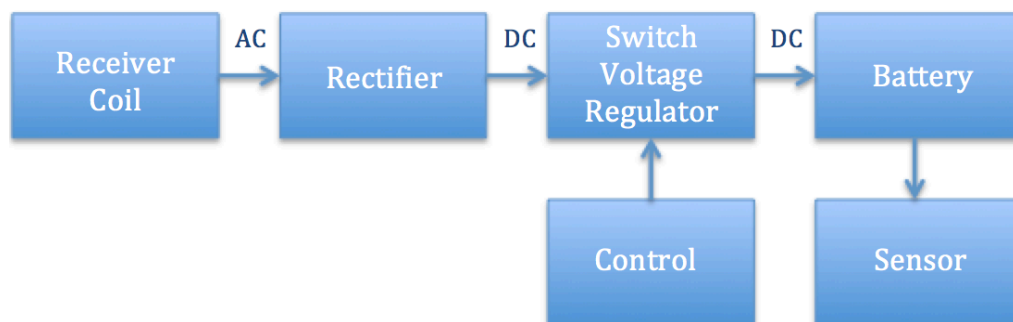 Receiver
Coil
AC
Rectifier
DC
Switch
Voltage
Regulator
DC
Battery
Control
Sensor